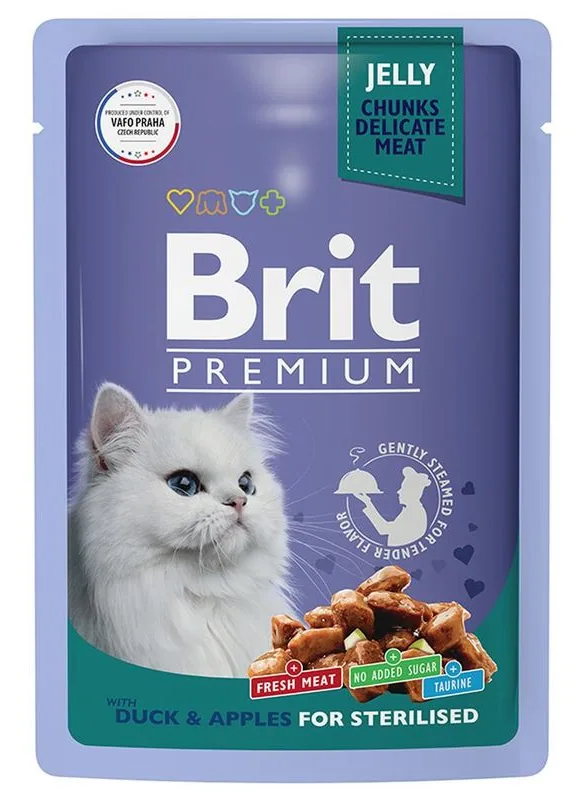 JELLY
CHUNKS
DELICATE
MEAT
PRODUCED UNDER CONTROL OF
VAFO PRAHA
CZECH REPUBLIC
Brit
PREMIUM
GENTLY STEAMED FOR TENDER FLAVOR
FRESH MEAT
NO ADDED SUGAR
TAURINE
WITH
DUCK & APPLES FOR STERILISED